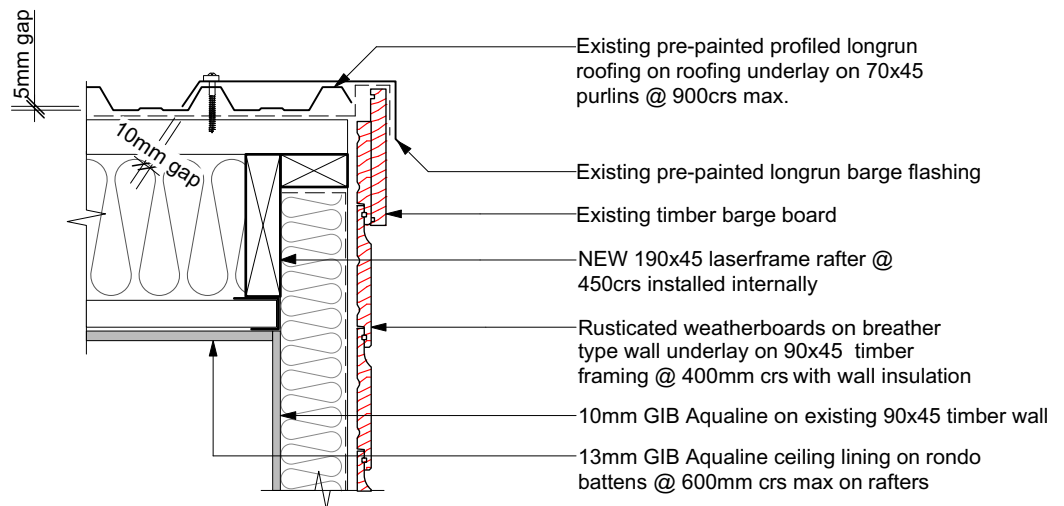 5mm gap
10mm gap
Existing pre-painted profiled longrun
roofing on roofing underlay on 70x45
purlins @ 900crs max.
Existing pre-painted longrun barge flashing
Existing timber barge board
NEW 190x45 laserframe rafter @
450crs installed internally
Rusticated weatherboards on breather
type wall underlay on 90x45 timber
framing @ 400mm crs with wall insulation
10mm GIB Aqualine on existing 90x45 timber wall
13mm GIB Aqualine ceiling lining on rondo
battens @ 600mm crs max on rafters